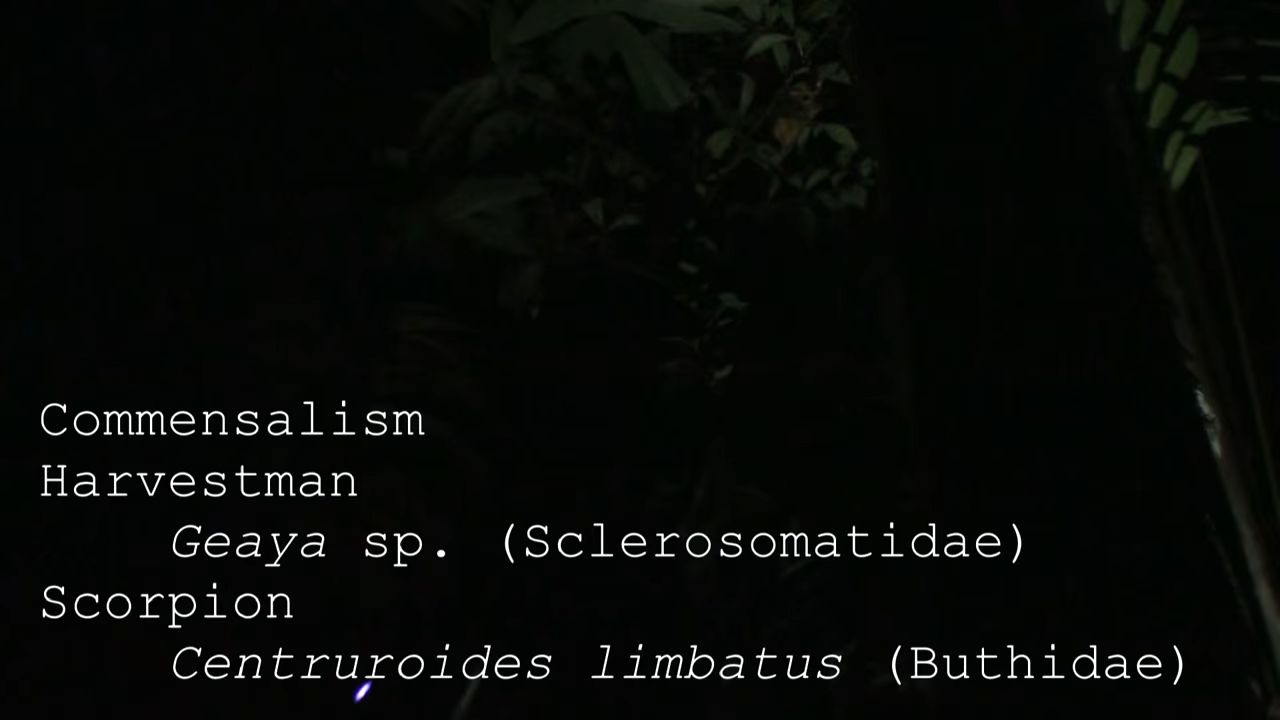 Commensalism
Harvestman
Geaya sp. (Sclerosomatidae)
Scorpion
Centruroides limbatus (Buthidae)